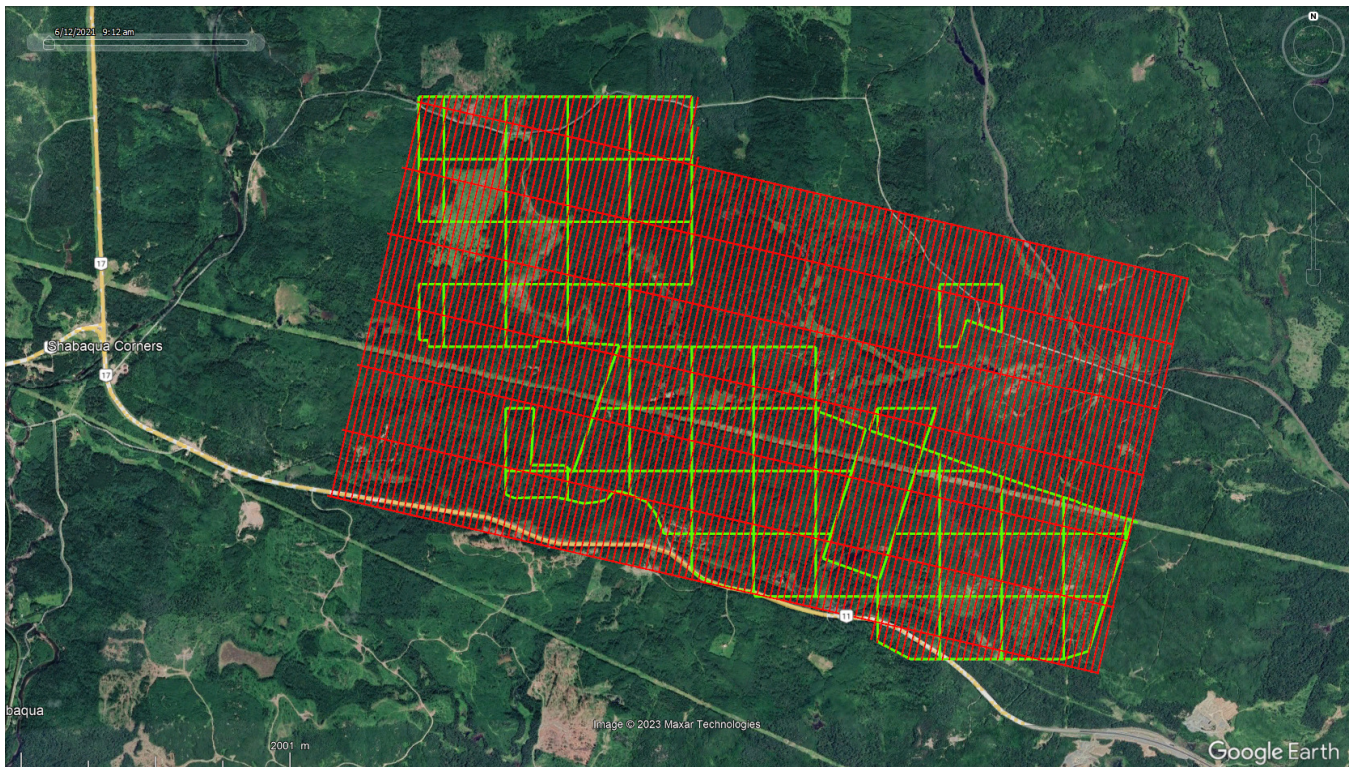 6/12/2021 9:12 am
N
17
Shabaqua Corners
17
11
baqua
Image © 2023 Maxar Technologies
2001 m
Google Earth